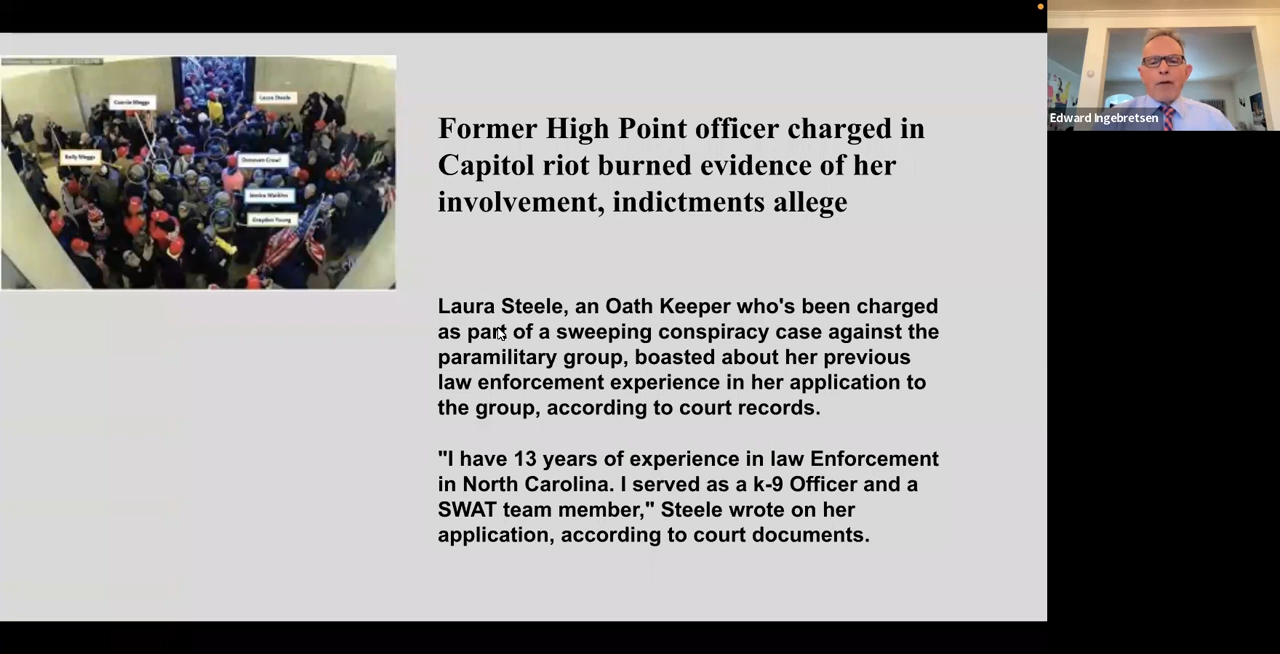 Connie Meggs
Laura Steele
Kelly Meggs
Donovan Crowl
Jessica Watkins
Graydon Young
Former High Point officer charged in
Capitol riot burned evidence of her
involvement, indictments allege
Laura Steele, an Oath Keeper who's been charged
as part of a sweeping conspiracy case against the
paramilitary group, boasted about her previous
law enforcement experience in her application to
the group, according to court records.
"I have 13 years of experience in law Enforcement
in North Carolina. I served as a k-9 Officer and a
SWAT team member," Steele wrote on her
application, according to court documents.
Edward Ingebretsen